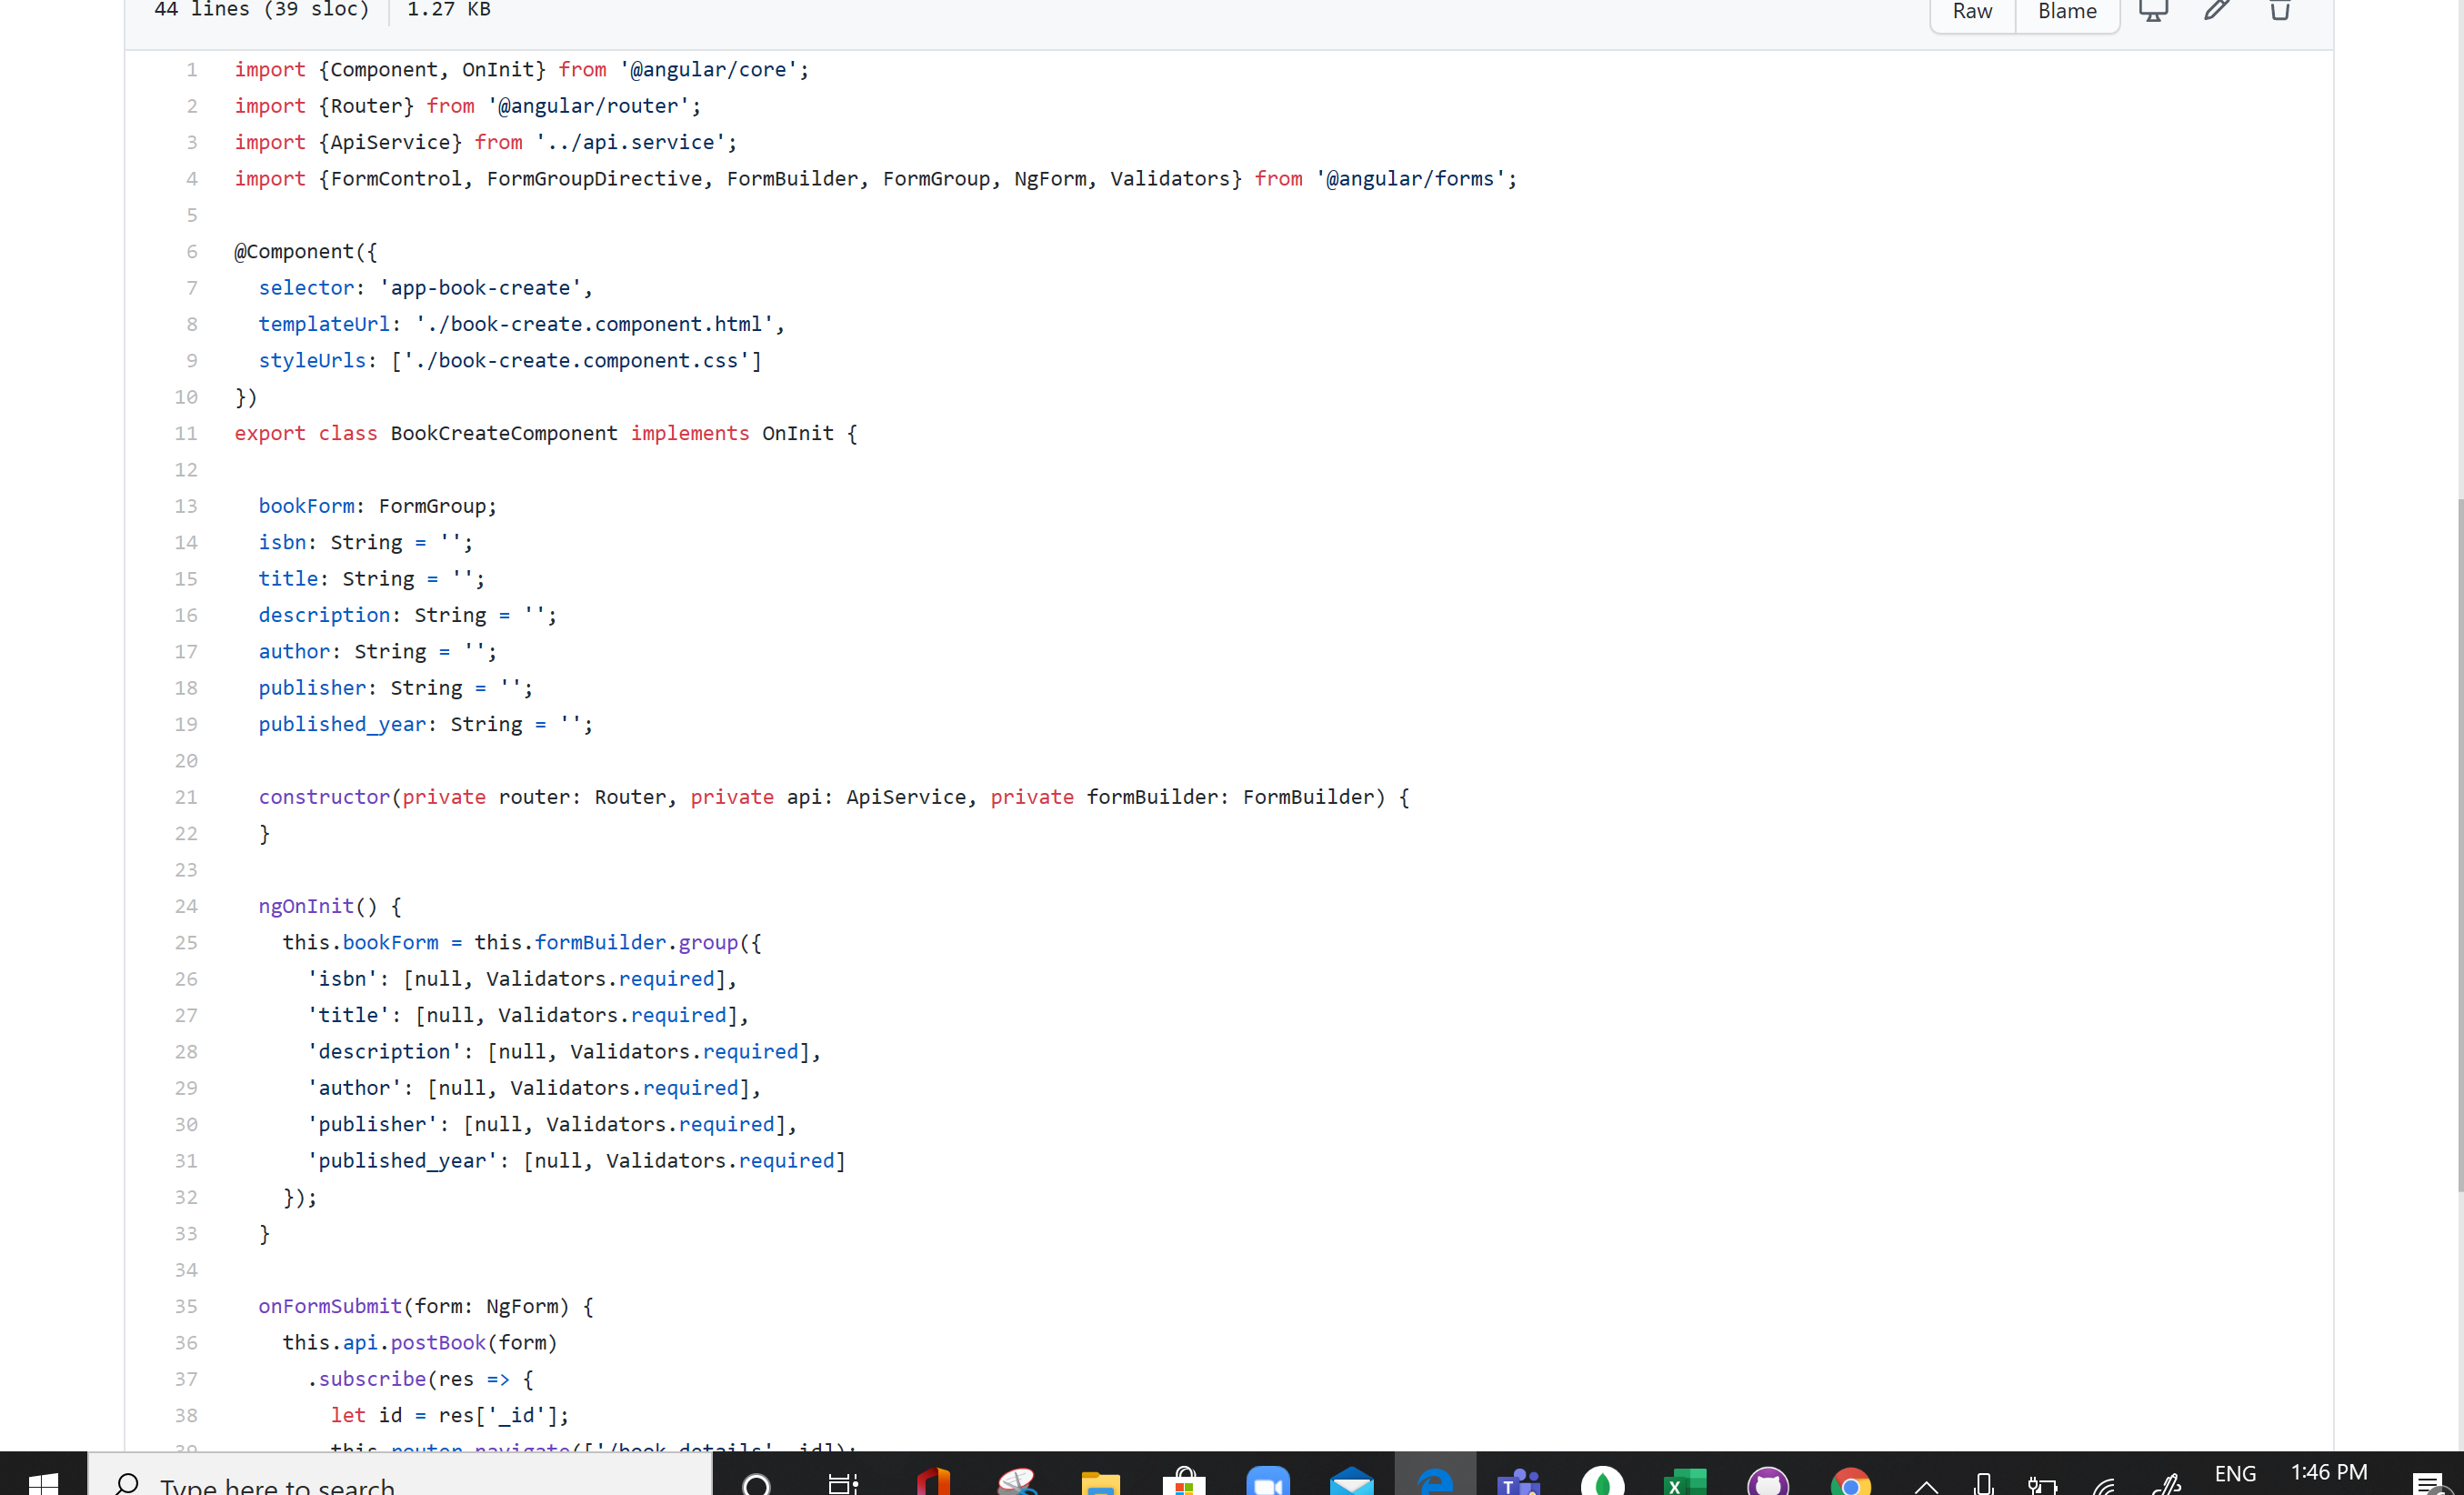 44 lines (39 sloc) 1.27 KB
Raw Blame
1 import {Component, OnInit} from '@angular/core';
2 import {Router} from '@angular/router';
3 import {ApiService} from '../api.service';
4 import {FormControl, FormGroupDirective, FormBuilder, FormGroup, NgForm, Validators} from '@angular/forms';
5
6 @Component({
7   selector: 'app-book-create',
8   templateUrl: './book-create.component.html',
9   styleUrls: ['./book-create.component.css']
10 })
11 export class BookCreateComponent implements OnInit {
12
13   bookForm: FormGroup;
14   isbn: String = '';
15   title: String = '';
16   description: String = '';
17   author: String = '';
18   publisher: String = '';
19   published_year: String = '';
20
21   constructor(private router: Router, private api: ApiService, private formBuilder: FormBuilder) {
22   }
23
24   ngOnInit() {
25     this.bookForm = this.formBuilder.group({
26       'isbn': [null, Validators.required],
27       'title': [null, Validators.required],
28       'description': [null, Validators.required],
29       'author': [null, Validators.required],
30       'publisher': [null, Validators.required],
31       'published_year': [null, Validators.required]
32     });
33   }
34
35   onFormSubmit(form: NgForm) {
36     this.api.postBook(form)
37       .subscribe(res => {
38         let id = res['_id'];
39         this.router.navigate(['/book-details', id]);
Type here to search
ENG 1:46 PM